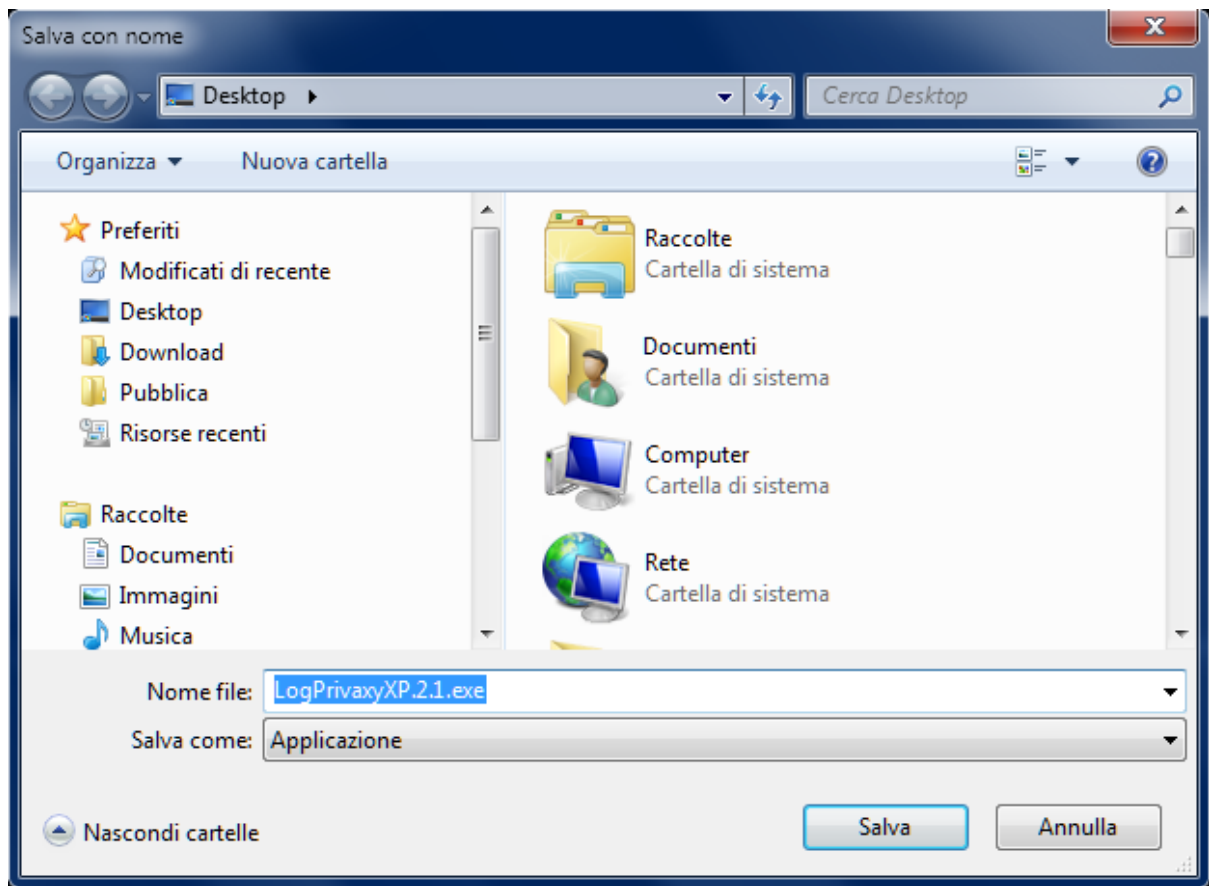 Salva con nome
Desktop
Cerca Desktop
Organizza
Nuova cartella
Preferiti
Modificati di recente
Desktop
Download
Pubblica
Risorse recenti
Raccolte
Documenti
Immagini
Musica
Raccolte
Cartella di sistema
Documenti
Cartella di sistema
Computer
Cartella di sistema
Rete
Cartella di sistema
Nome file: LogPrivaxyXP.2.1.exe
Salva come: Applicazione
Nascondi cartelle
Salva
Annulla